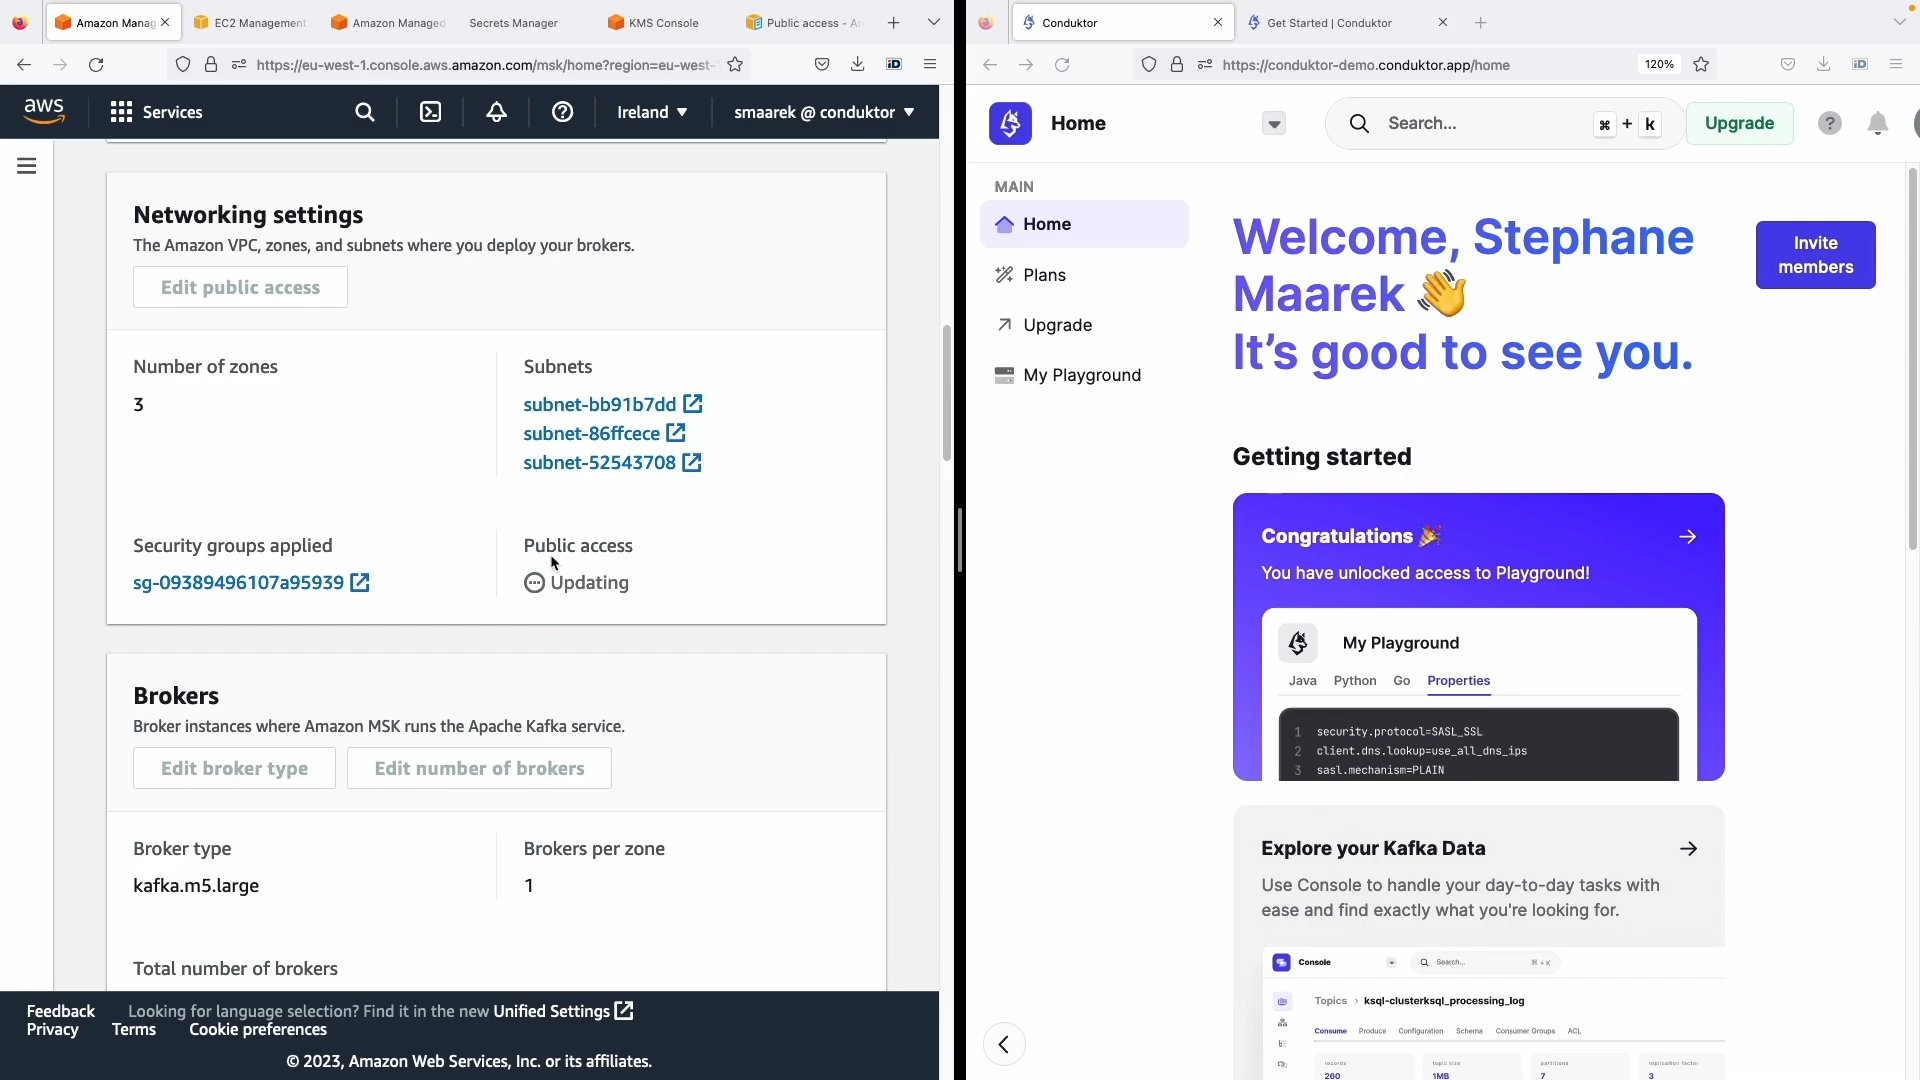 Amazon Manag
EC2 Management
Amazon Managed
Secrets Manager
KMS Console
Public access - A
https://eu-west-1.console.aws.amazon.com/msk/home?region=eu-west-
aws
Services
Ireland
smaarek @ conduktor
Networking settings
The Amazon VPC, zones, and subnets where you deploy your brokers.
Edit public access
Number of zones
3
Subnets
subnet-bb91b7dd
subnet-86ffcece
subnet-52543708
Security groups applied
sg-09389496107a95939
Public access
Updating
Brokers
Broker instances where Amazon MSK runs the Apache Kafka service.
Edit broker type
Edit number of brokers
Broker type
kafka.m5.large
Brokers per zone
1
Total number of brokers
Feedback
Looking for language selection? Find it in the new Unified Settings
Privacy
Terms
Cookie preferences
© 2023, Amazon Web Services, Inc. or its affiliates.
Conduktor
Get Started | Conduktor
https://conduktor-demo.conduktor.app/home
120%
Home
Search...
⌘ + k
Upgrade
MAIN
Home
Plans
Upgrade
My Playground
Welcome, Stephane
Maarek 👋
It's good to see you.
Invite
members
Getting started
Congratulations 🎉
You have unlocked access to Playground!
My Playground
Java
Python
Go
Properties
1 security.protocol=SASL_SSL
2 client.dns.lookup=use_all_dns_ips
3 sasl.mechanism=PLAIN
Explore your Kafka Data
Use Console to handle your day-to-day tasks with
ease and find exactly what you're looking for.
Console
Search...
⌘ + K
Topics > ksql-clusterksql_processing_log
Consume
Produce
Configuration
Schema
Consumer Groups
ACL
records
topic size
partitions
replication factor
260
1MB
7
3